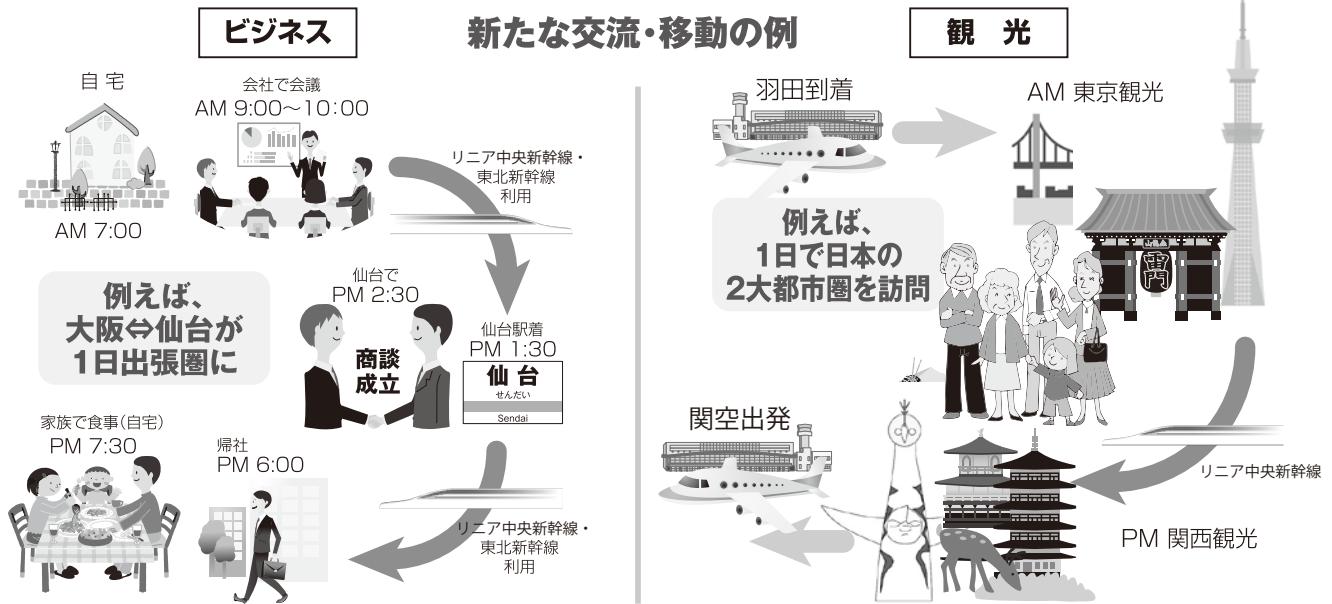 新たな交流・移動の例
ビジネス
自宅
AM 7:00
会社で会議
AM 9:00〜10:00
リニア中央新幹線・
東北新幹線
利用
例えば、
大阪⇔仙台が
1日出張圏に
仙台駅着
PM 1:30
仙台
せんだい
Sendai
仙台で
PM 2:30
商談
成立
リニア中央新幹線・
東北新幹線
利用
帰社
PM 6:00
家族で食事(自宅)
PM 7:30
観光
羽田到着
AM 東京観光
雷門
例えば、
1日で日本の
2大都市圏を訪問
リニア中央新幹線
PM 関西観光
関空出発